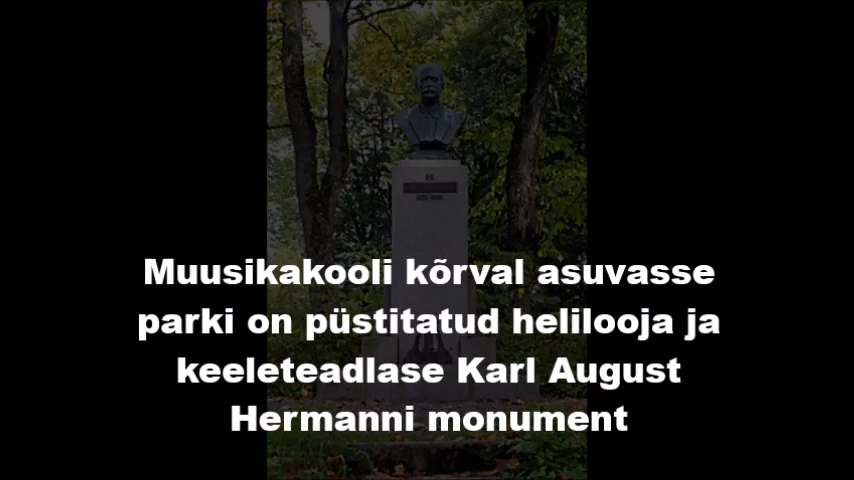 Muusikakooli kõrval asuvasse
parki on püstitatud helilooja ja
keeleteadlase Karl August
Hermanni monument